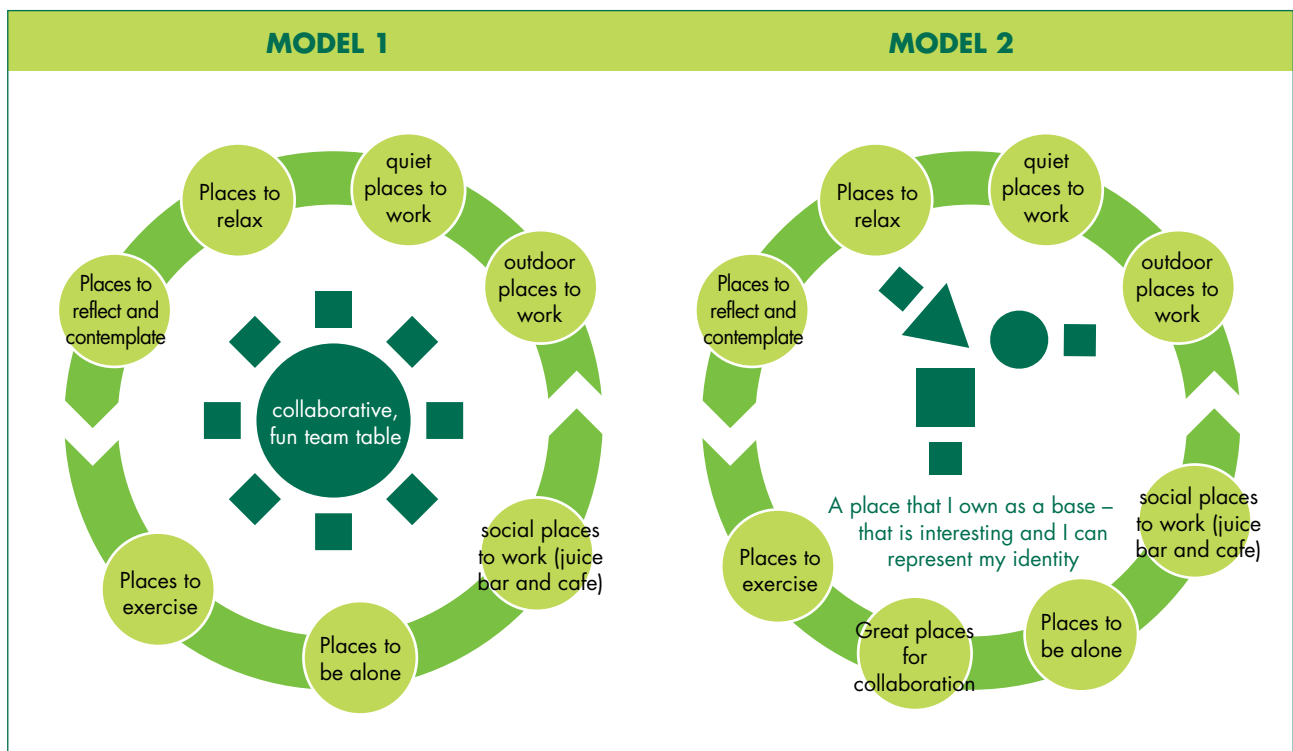 MODEL 1
quiet
places to
work
Places to
relax
outdoor
places to
work
Places to
reflect and
contemplate
collaborative,
fun team table
social places
to work (juice
bar and cafe)
Places to
exercise
Places to
be alone
MODEL 2
quiet
places to
work
Places to
relax
outdoor
places to
work
Places to
reflect and
contemplate
A place that I own as a base –
that is interesting and I can
represent my identity
social places
to work (juice
bar and cafe)
Places to
exercise
Great places
for
collaboration
Places to
be alone